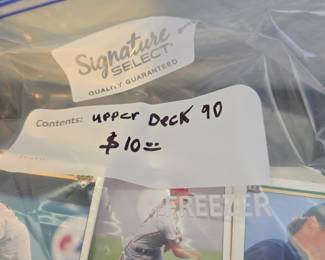 Signature
SELECT®
QUALITY GUARANTEED
Contents: upper Deck 90
$10.00
FREEZER